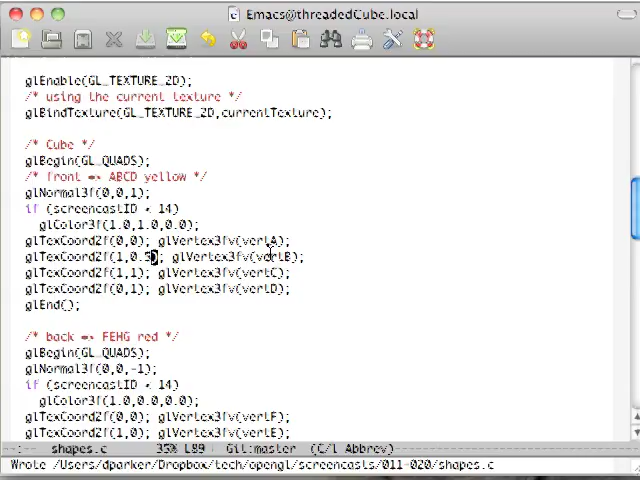 Emacs@threadedCube.local
glEnable(GL_TEXTURE_2D);
/* using the current texture */
glBindTexture(GL_TEXTURE_2D,currentTexture);
/* Cube */
glBegin(GL_QUADS);
/* front => ABCD yellow */
glNormal3f(0,0,1);
if (screencastID < 14)
glColor3f(1.0,1.0,0.0);
glTexCoord2f(0,0); glVertex3fv(vertA);
glTexCoord2f(1,0.5); glVertex3fv(vertB);
glTexCoord2f(1,1); glVertex3fv(vertC);
glTexCoord2f(0,1); glVertex3fv(vertD);
glEnd();
/* back => FEHG red */
glBegin(GL_QUADS);
glNormal3f(0,0,-1);
if (screencastID < 14)
glColor3f(1.0,0.0,0.0);
glTexCoord2f(0,0); glVertex3fv(vertF);
glTexCoord2f(1,0); glVertex3fv(vertE);
--:-- shapes.c 35% L89 Git:master (C/l Abbrev)
Wrote /Users/dparker/Dropbox/tech/opengl/screencasts/011-020/shapes.c